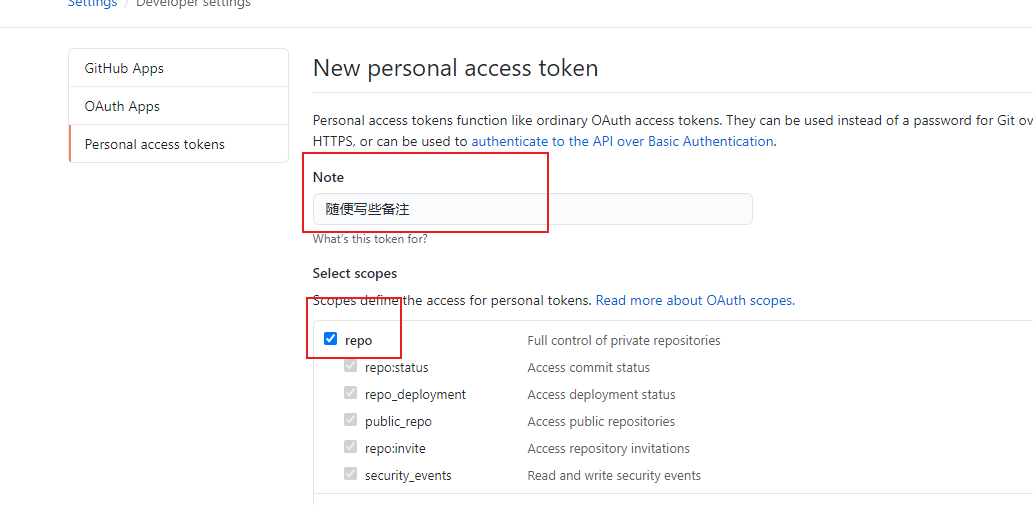 Settings / Developer settings
GitHub Apps
OAuth Apps
Personal access tokens
New personal access token
Personal access tokens function like ordinary OAuth access tokens. They can be used instead of a password for Git ov
HTTPS, or can be used to authenticate to the API over Basic Authentication.
Note
随便写些备注
What's this token for?
Select scopes
Scopes define the access for personal tokens. Read more about OAuth scopes.
repo Full control of private repositories
repo:status Access commit status
repo_deployment Access deployment status
public_repo Access public repositories
repo:invite Access repository invitations
security_events Read and write security events